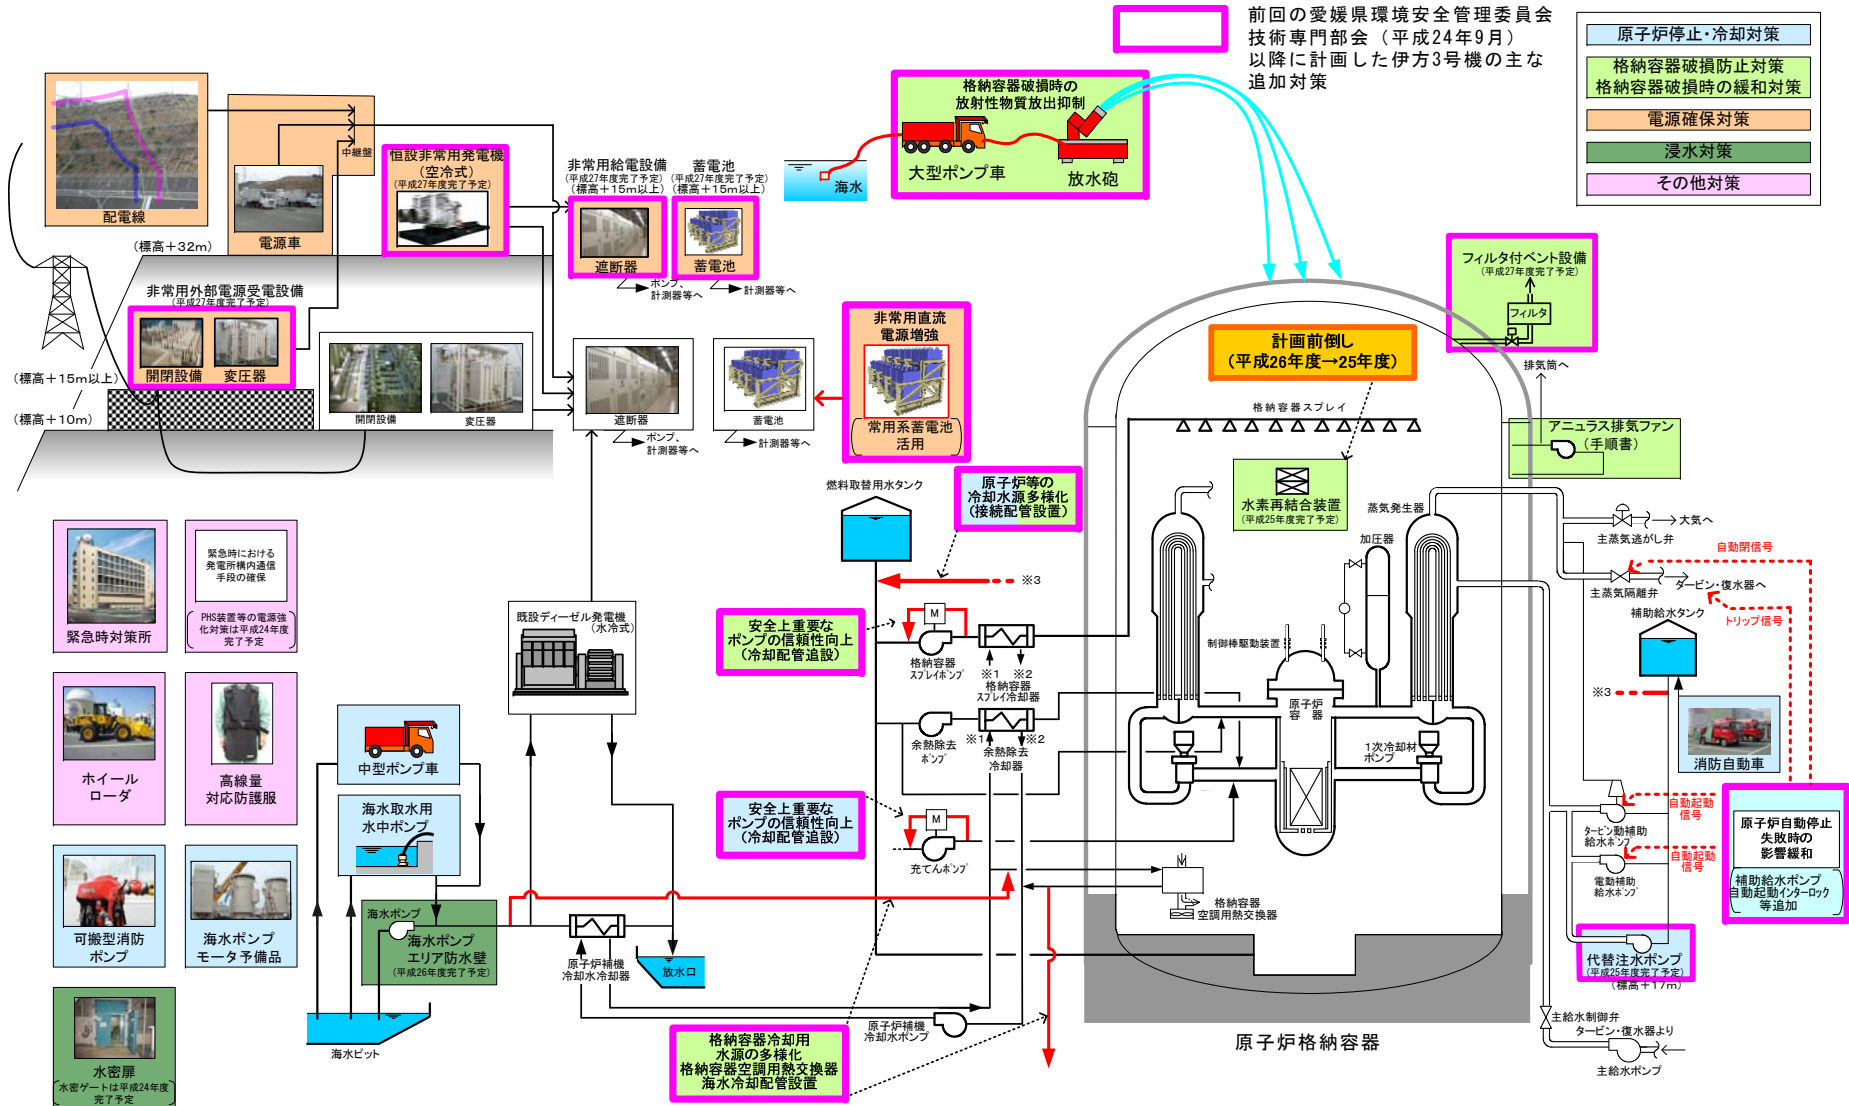 前回の愛媛県環境安全管理委員会
技術専門部会（平成24年9月）
以降に計画した伊方3号機の主な
追加対策
原子炉停止・冷却対策
格納容器破損防止対策
格納容器破損時の緩和対策
電源確保対策
浸水対策
その他対策
配電線
電源車
中継盤
恒設非常用発電機
（空冷式）
（平成27年度完了予定）
非常用給電設備
（平成27年度完了予定）
（標高＋15m以上）
遮断器
ポンプ、
計測器等へ
蓄電池
（平成27年度完了予定）
（標高＋15m以上）
蓄電池
計測器等へ
格納容器破損時の
放射性物質放出抑制
大型ポンプ車
放水砲
海水
（標高＋32m）
非常用外部電源受電設備
（平成27年度完了予定）
開閉設備
変圧器
（標高＋15m以上）
（標高＋10m）
開閉設備
変圧器
遮断器
ポンプ、
計測器等へ
蓄電池
計測器等へ
非常用直流
電源増強
常用系蓄電池
活用
フィルタ付ベント設備
（平成27年度完了予定）
フィルタ
排気筒へ
アニュラス排気ファン
（手順書）
計画前倒し
（平成26年度→25年度）
格納容器スプレイ
水素再結合装置
（平成25年度完了予定）
蒸気発生器
加圧器
制御棒駆動装置
原子炉
容器
1次冷却材
ポンプ
大気へ
主蒸気逃がし弁
自動閉信号
タービン・復水器へ
主蒸気隔離弁
トリップ信号
補助給水タンク
※3
消防自動車
自動起動
信号
タービン動補助
給水ポンプ
自動起動
信号
電動補助
給水ポンプ
原子炉自動停止
失敗時の
影響緩和
補助給水ポンプ
自動起動インターロック
等追加
代替注水ポンプ
（平成25年度完了予定）
（標高＋17m）
主給水制御弁
タービン・復水器より
主給水ポンプ
原子炉格納容器
燃料取替用水タンク
原子炉等の
冷却水源多様化
（接続配管設置）
※3
安全上重要な
ポンプの信頼性向上
（冷却配管追設）
M
格納容器
スプレイポンプ
※1
※2
格納容器
スプレイ冷却器
余熱除去
ポンプ
※1
※2
余熱除去
冷却器
安全上重要な
ポンプの信頼性向上
（冷却配管追設）
M
充てんポンプ
格納容器
空調用熱交換器
緊急時対策所
緊急時における
発電所構内通信
手段の確保
PHS装置等の電源強
化対策は平成24年度
完了予定
ホイール
ローダ
高線量
対応防護服
可搬型消防
ポンプ
海水ポンプ
モータ予備品
水密扉
水密ゲートは平成24年度
完了予定
既設ディーゼル発電機
（水冷式）
中型ポンプ車
海水取水用
水中ポンプ
海水ポンプ
海水ポンプ
エリア防水壁
（平成26年度完了予定）
海水ピット
原子炉補機
冷却水冷却器
放水口
原子炉補機
冷却水ポンプ
格納容器冷却用
水源の多様化
格納容器空調用熱交換器
海水冷却配管設置